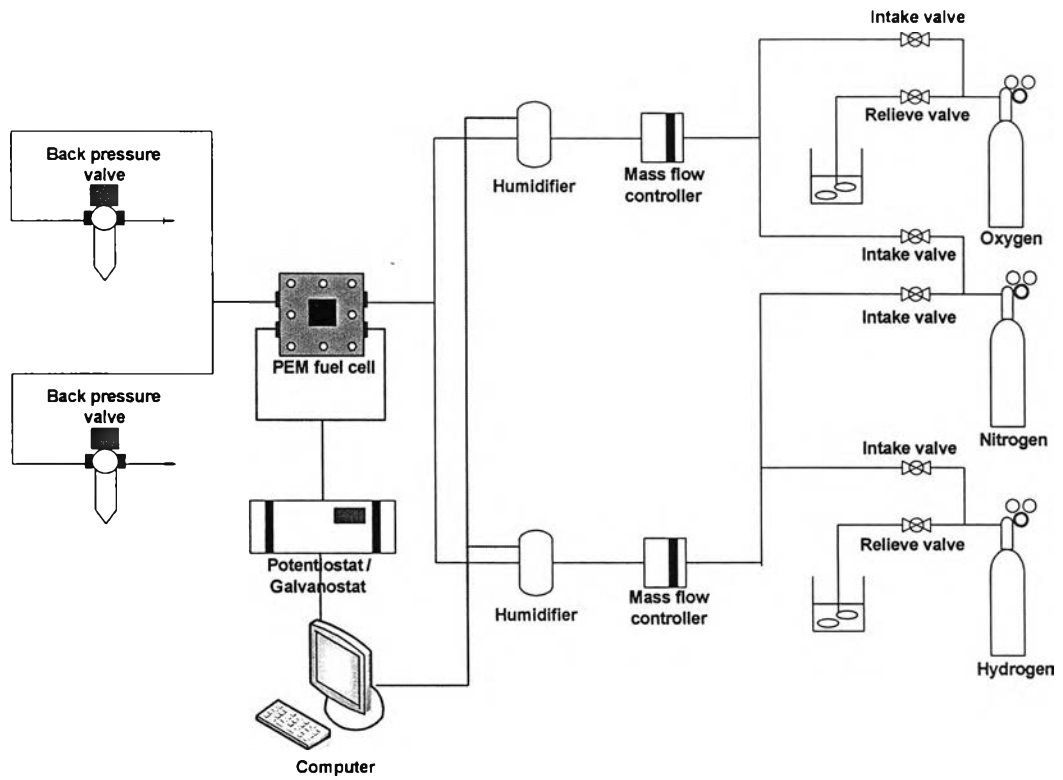 Intake valve
Relieve valve
Oxygen
Back pressure
valve
Humidifier
Mass flow
controller
Intake valve
Intake valve
PEM fuel cell
Nitrogen
Back pressure
valve
Intake valve
Potentiostat /
Galvanostat
Relieve valve
Humidifier
Mass flow
controller
Hydrogen
Computer